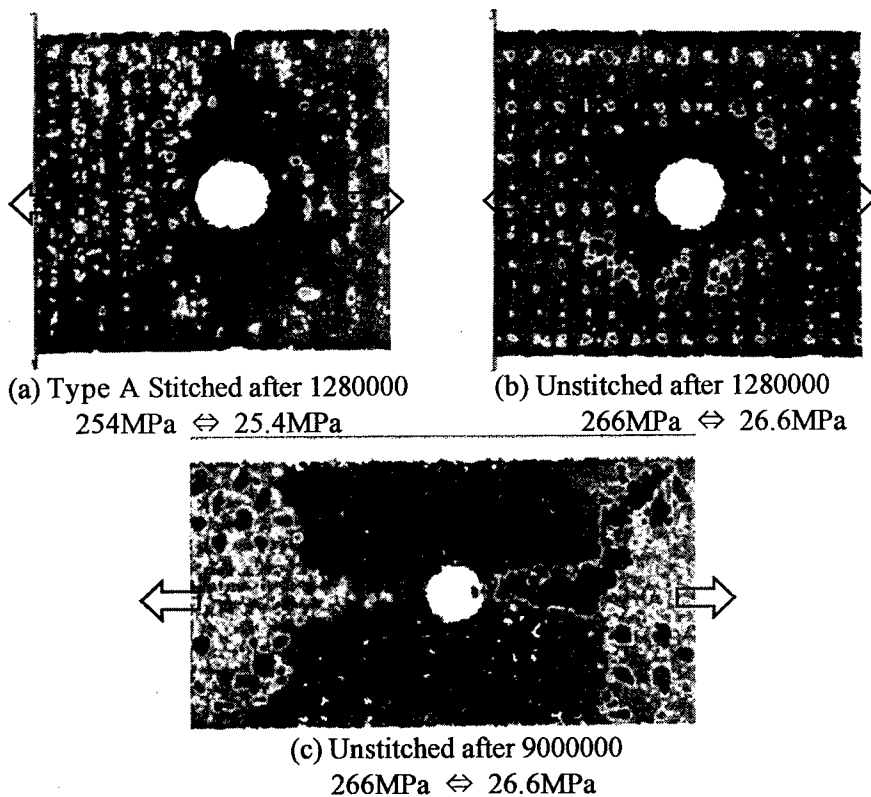 (a) Type A Stitched after 1280000
254MPa ⇔ 25.4MPa
(b) Unstitched after 1280000
266MPa ⇔ 26.6MPa
(c) Unstitched after 9000000
266MPa ⇔ 26.6MPa